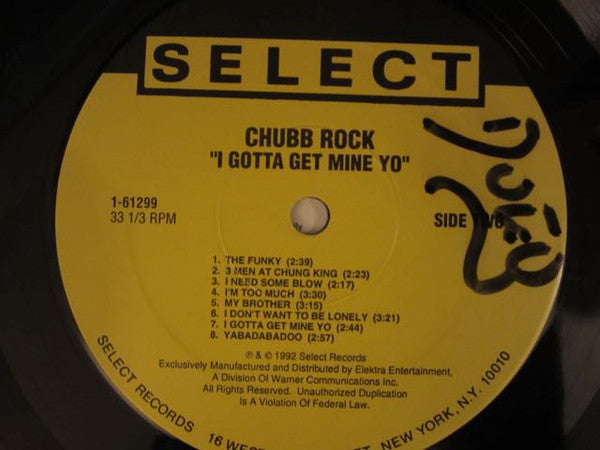 SELECT
CHUBB ROCK
"I GOTTA GET MINE YO"
1-61299
33 1/3 RPM
SIDE TWO
1. THE FUNKY (2:39)
2. 3 MEN AT CHUNG KING (2:23)
3. I NEED SOME BLOW (2:17)
4. I'M TOO MUCH (3:30)
5. MY BROTHER (3:15)
6. I DON'T WANT TO BE LONELY (3:21)
7. I GOTTA GET MINE YO (2:44)
8. YABADABADOO (2:57)
℗ & © 1992 Select Records
Exclusively Manufactured and Distributed by Elektra Entertainment,
A Division Of Warner Communications Inc.
All Rights Reserved. Unauthorized Duplication
Is A Violation Of Federal Law.
SELECT RECORDS 16 NEW YORK, N.Y. 10010